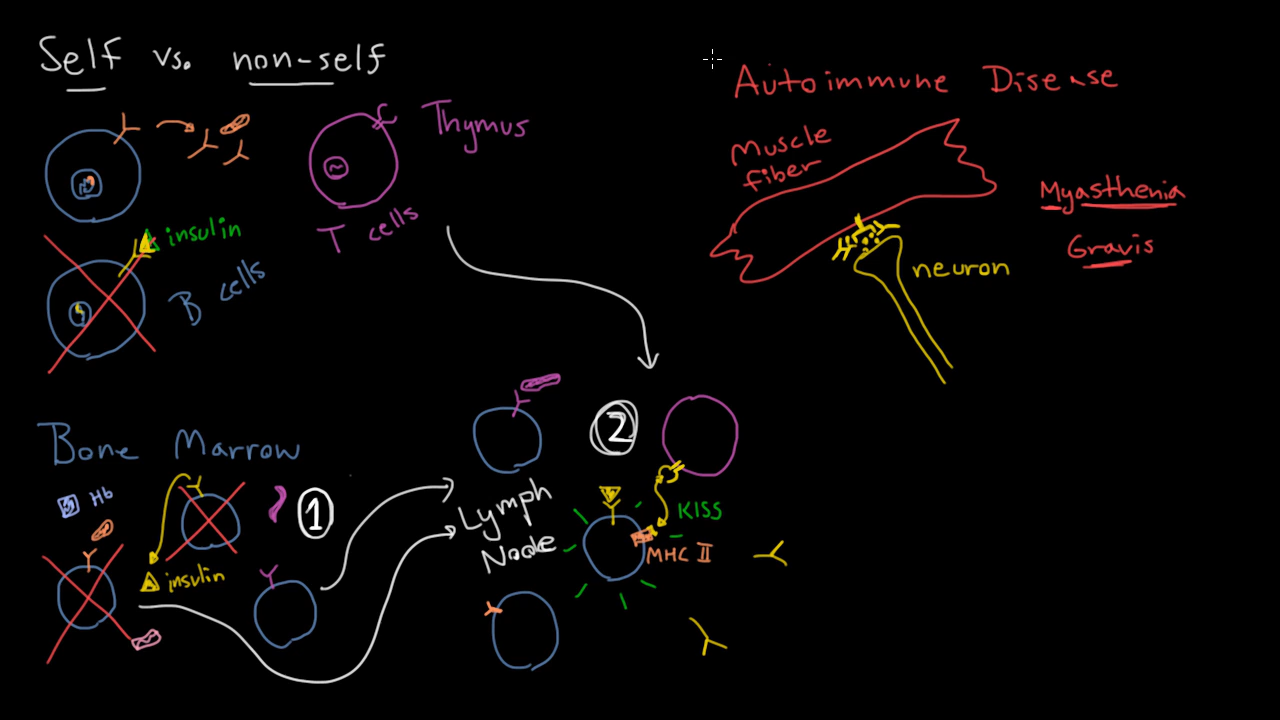 Self vs. non-self
insulin
B cells
Thymus
T cells
Bone Marrow
Hb
insulin
1
Lymph
Node
2
KISS
MHC II
Autoimmune Disease
Muscle
fiber
neuron
Myasthenia
Gravis